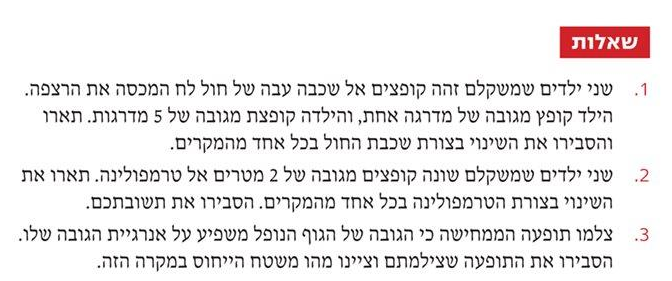 שאלות
1. שני ילדים שמשקלם זהה קופצים אל שכבה עבה של חול לח המכסה את הרצפה.
הילד קופץ מגובה של מדרגה אחת, והילדה קופצת מגובה של 5 מדרגות. תארו
והסבירו את השינוי בצורת שכבת החול בכל אחד מהמקרים.
2. שני ילדים שמשקלם שונה קופצים מגובה של 2 מטרים אל טרמפולינה. תארו את
השינוי בצורת הטרמפולינה בכל אחד מהמקרים. הסבירו את תשובתכם.
3. צלמו תופעה הממחישה כי הגובה של הגוף הנופל משפיע על אנרגיית הגובה שלו.
הסבירו את התופעה שצילמתם וציינו מהו משטח הייחוס במקרה הזה.